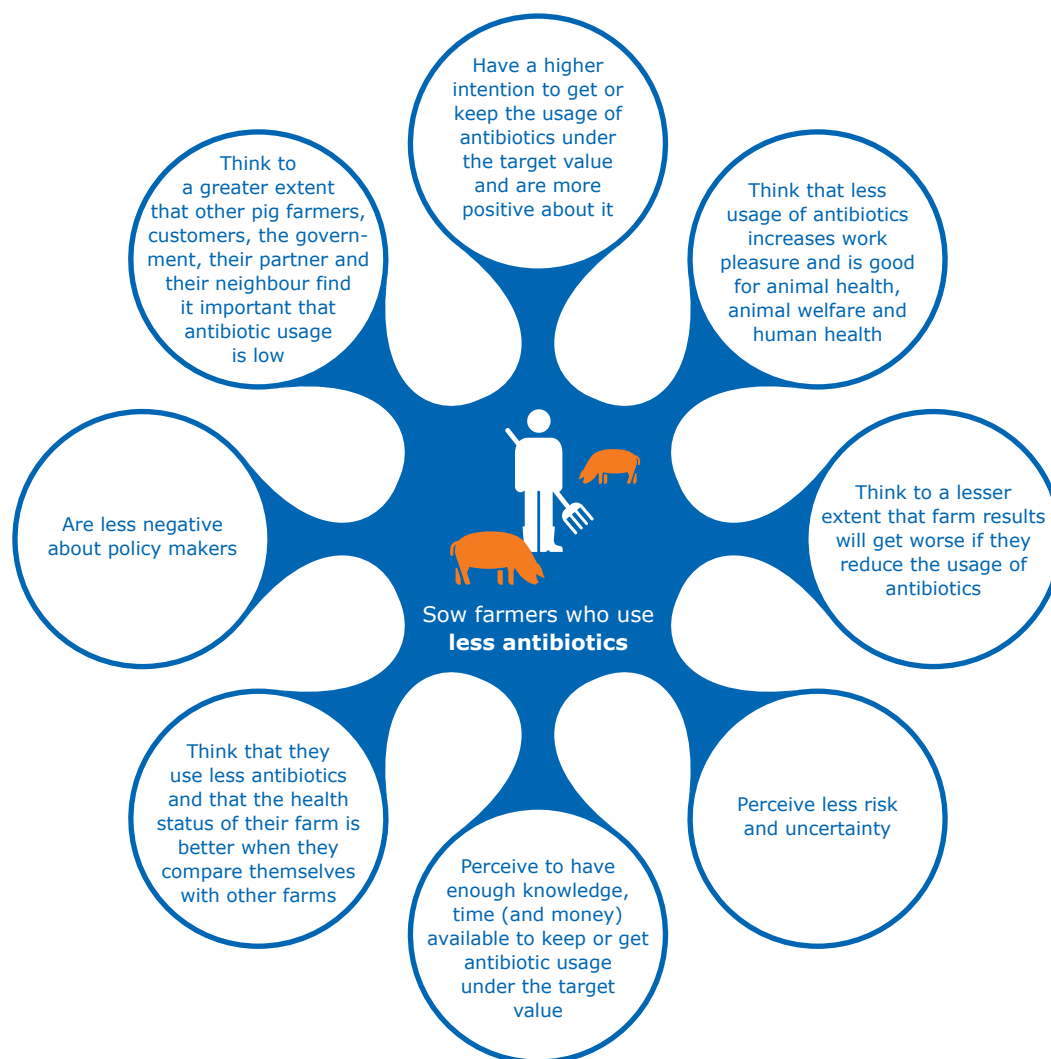 Have a higher
intention to get or
keep the usage of
antibiotics under
the target value
and are more
positive about it
Think that less
usage of antibiotics
increases work
pleasure and is good
for animal health,
animal welfare and
human health
Think to a lesser
extent that farm results
will get worse if they
reduce the usage of
antibiotics
Perceive less risk
and uncertainty
Perceive to have
enough knowledge,
time (and money)
available to keep or get
antibiotic usage
under the target
value
Think that they
use less antibiotics
and that the health
status of their farm is
better when they
compare themselves
with other farms
Are less negative
about policy makers
Think to
a greater extent
that other pig farmers,
customers, the govern-
ment, their partner and
their neighbour find
it important that
antibiotic usage
is low
Sow farmers who use
less antibiotics